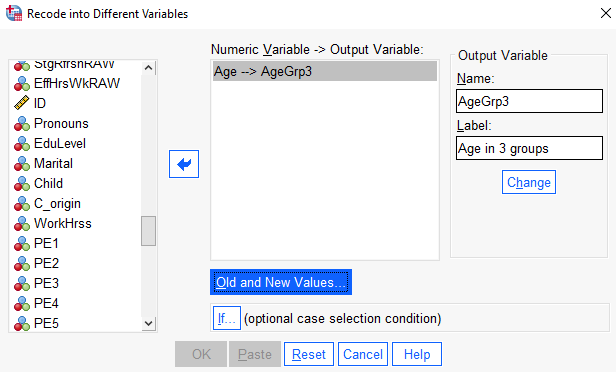 Recode into Different Variables
StgRfrshRAW
EffHrsWkRAW
ID
Pronouns
EduLevel
Marital
Child
C_origin
WorkHrss
PE1
PE2
PE3
PE4
PE5
Numeric Variable -> Output Variable:
Age --> AgeGrp3
Output Variable
Name:
AgeGrp3
Label:
Age in 3 groups
Change
Old and New Values...
If... (optional case selection condition)
OK Paste Reset Cancel Help